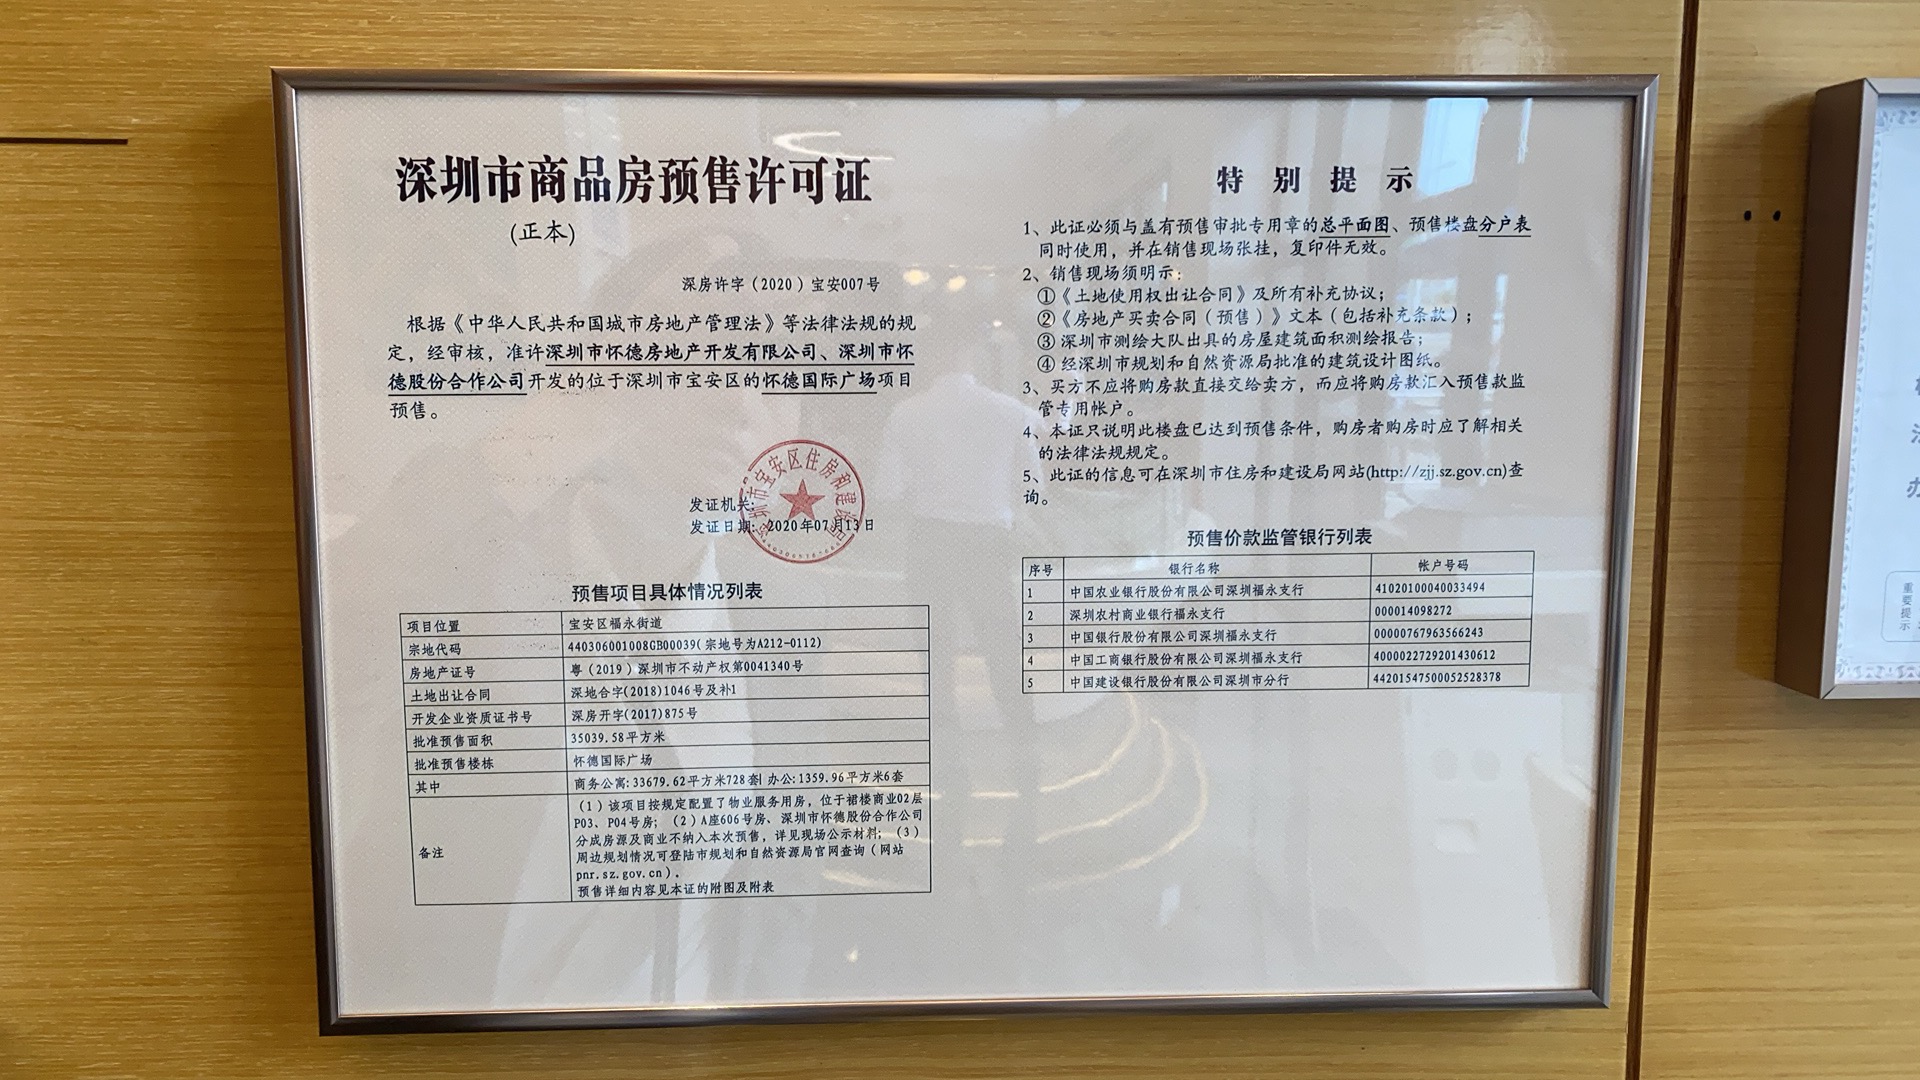 深圳市商品房预售许可证
(正本)
深房许字（2020）宝安007号
根据《中华人民共和国城市房地产管理法》等法律法规的规
定，经审核，准许深圳市怀德房地产开发有限公司、深圳市怀
德股份合作公司开发的位于深圳市宝安区的怀德国际广场项目
预售。
深圳市宝安区住房和建设局
发证机关:
发证日期: 2020年07月13日
预售项目具体情况列表
项目位置 宝安区福永街道
宗地代码 440306001008GB00039(宗地号为A212-0112)
房地产证号 粤（2019）深圳市不动产权第0041340号
土地出让合同 深地合字(2018)1046号及补1
开发企业资质证书号 深房开字(2017)875号
批准预售面积 35039.58平方米
批准预售楼栋 怀德国际广场
其中 商务公寓:33679.62平方米728套| 办公:1359.96平方米6套
备注
（1）该项目按规定配置了物业服务用房，位于裙楼商业02层
P03、P04号房；（2）A座606号房、深圳市怀德股份合作公司
分成房源及商业不纳入本次预售，详见现场公示材料；（3）
周边规划情况可登陆市规划和自然资源局官网查询（网站
pnr.sz.gov.cn）。
预售详细内容见本证的附图及附表
特别提示
1、此证必须与盖有预售审批专用章的总平面图、预售楼盘分户表
同时使用，并在销售现场张挂，复印件无效。
2、销售现场须明示：
①《土地使用权出让合同》及所有补充协议；
②《房地产买卖合同（预售）》文本（包括补充条款）；
③深圳市测绘大队出具的房屋建筑面积测绘报告；
④经深圳市规划和自然资源局批准的建筑设计图纸。
3、买方不应将购房款直接交给卖方，而应将购房款汇入预售款监
管专用帐户。
4、本证只说明此楼盘已达到预售条件，购房者购房时应了解相关
的法律法规规定。
5、此证的信息可在深圳市住房和建设局网站(http://zjj.sz.gov.cn)查
询。
预售价款监管银行列表
序号 银行名称 帐户号码
1 中国农业银行股份有限公司深圳福永支行 41020100040033494
2 深圳农村商业银行福永支行 000014098272
3 中国银行股份有限公司深圳福永支行 00000767963566243
4 中国工商银行股份有限公司深圳福永支行 4000022729201430612
5 中国建设银行股份有限公司深圳市分行 44201547500052528378
重要提示